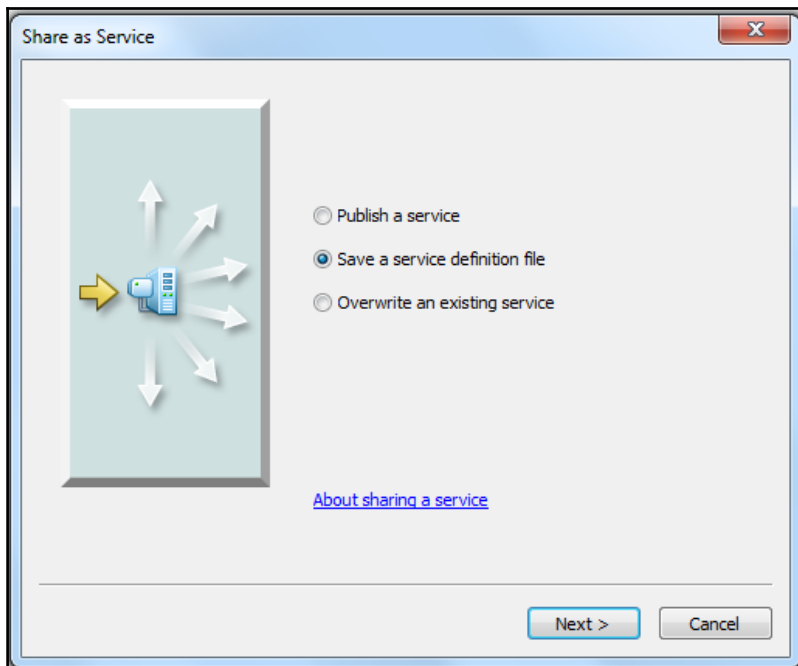 Share as Service
Publish a service
Save a service definition file
Overwrite an existing service
About sharing a service
Next >
Cancel